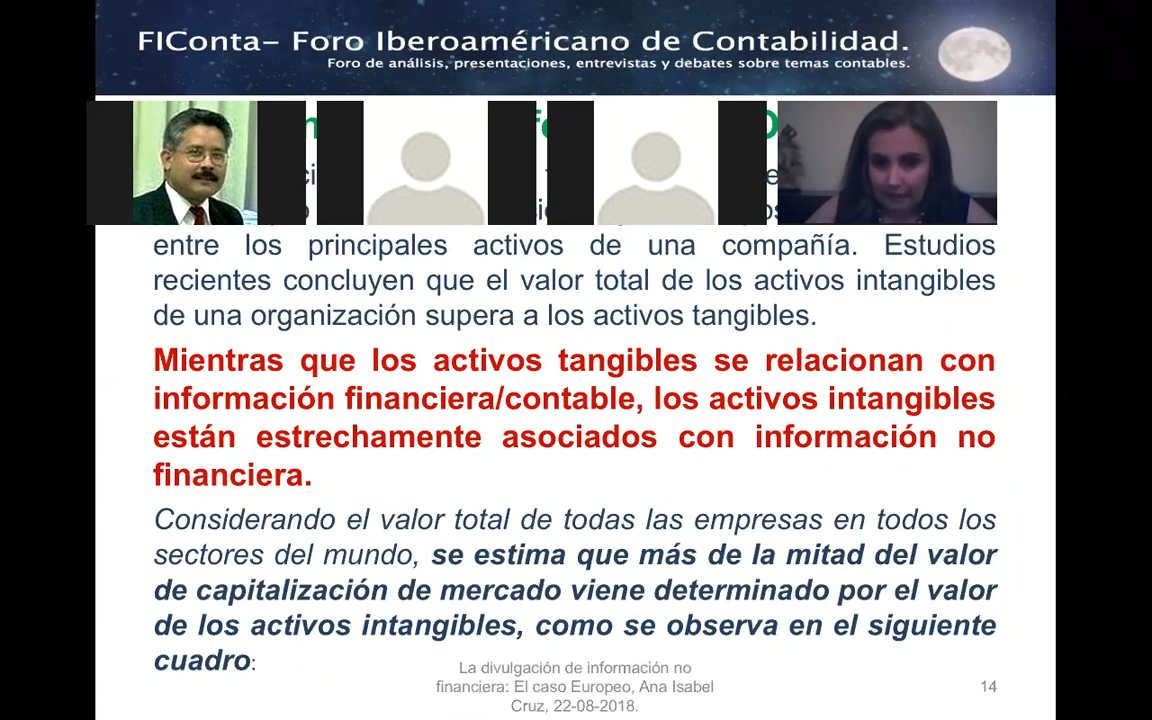 FIConta– Foro Iberoaméricano de Contabilidad.
Foro de análisis, presentaciones, entrevistas y debates sobre temas contables.
entre los principales activos de una compañía. Estudios
recientes concluyen que el valor total de los activos intangibles
de una organización supera a los activos tangibles.
Mientras que los activos tangibles se relacionan con
información financiera/contable, los activos intangibles
están estrechamente asociados con información no
financiera.
Considerando el valor total de todas las empresas en todos los
sectores del mundo, se estima que más de la mitad del valor
de capitalización de mercado viene determinado por el valor
de los activos intangibles, como se observa en el siguiente
cuadro:
La divulgación de información no
financiera: El caso Europeo, Ana Isabel
Cruz, 22-08-2018.
14